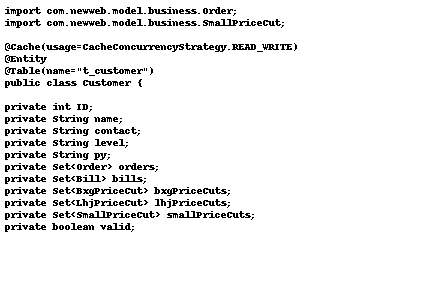 import com.newweb.model.business.Order;
import com.newweb.model.business.SmallPriceCut;
@Cache(usage=CacheConcurrencyStrategy.READ_WRITE)
@Entity
@Table(name="t_customer")
public class Customer {
private int ID;
private String name;
private String contact;
private String level;
private String py;
private Set<Order> orders;
private Set<Bill> bills;
private Set<BxgPriceCut> bxgPriceCuts;
private Set<LhjPriceCut> lhjPriceCuts;
private Set<SmallPriceCut> smallPriceCuts;
private boolean valid;